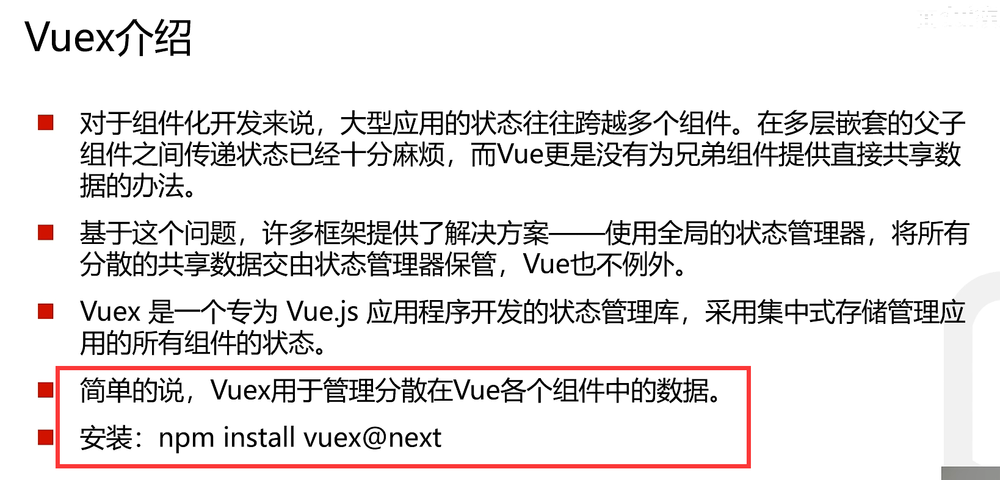 Vuex介绍
对于组件化开发来说，大型应用的状态往往跨越多个组件。在多层嵌套的父子
组件之间传递状态已经十分麻烦，而Vue更是没有为兄弟组件提供直接共享数
据的办法。
基于这个问题，许多框架提供了解决方案——使用全局的状态管理器，将所有
分散的共享数据交由状态管理器保管，Vue也不例外。
Vuex 是一个专为 Vue.js 应用程序开发的状态管理库，采用集中式存储管理应
用的所有组件的状态。
简单的说，Vuex用于管理分散在Vue各个组件中的数据。
安装：npm install vuex@next